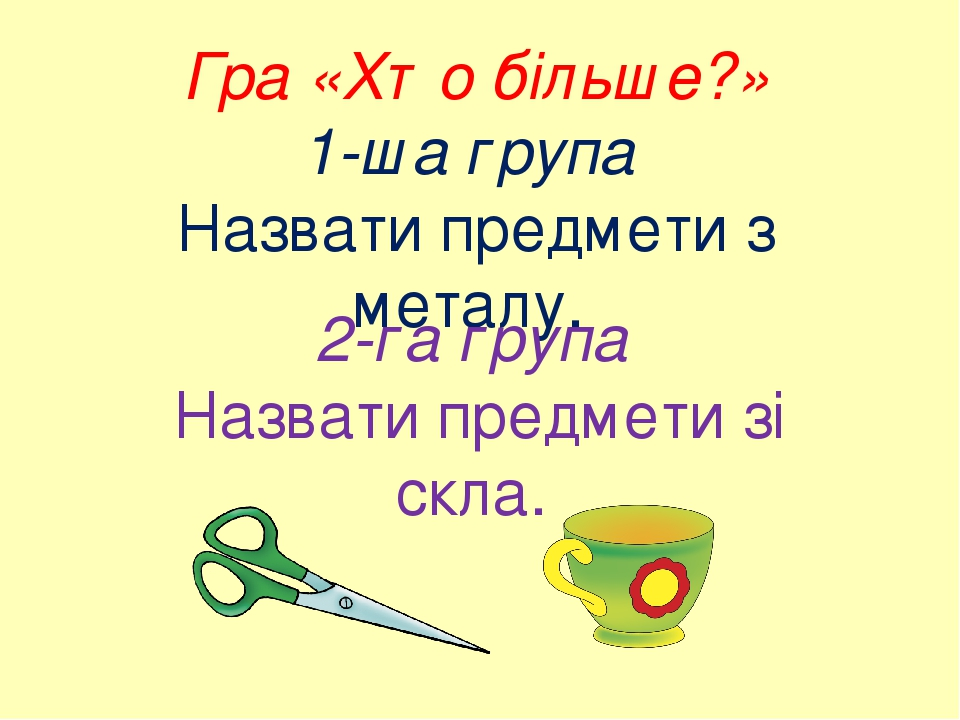 Гра «Хто більше?»
1-ша група
Назвати предмети з
металу.
2-га група
Назвати предмети зі
скла.